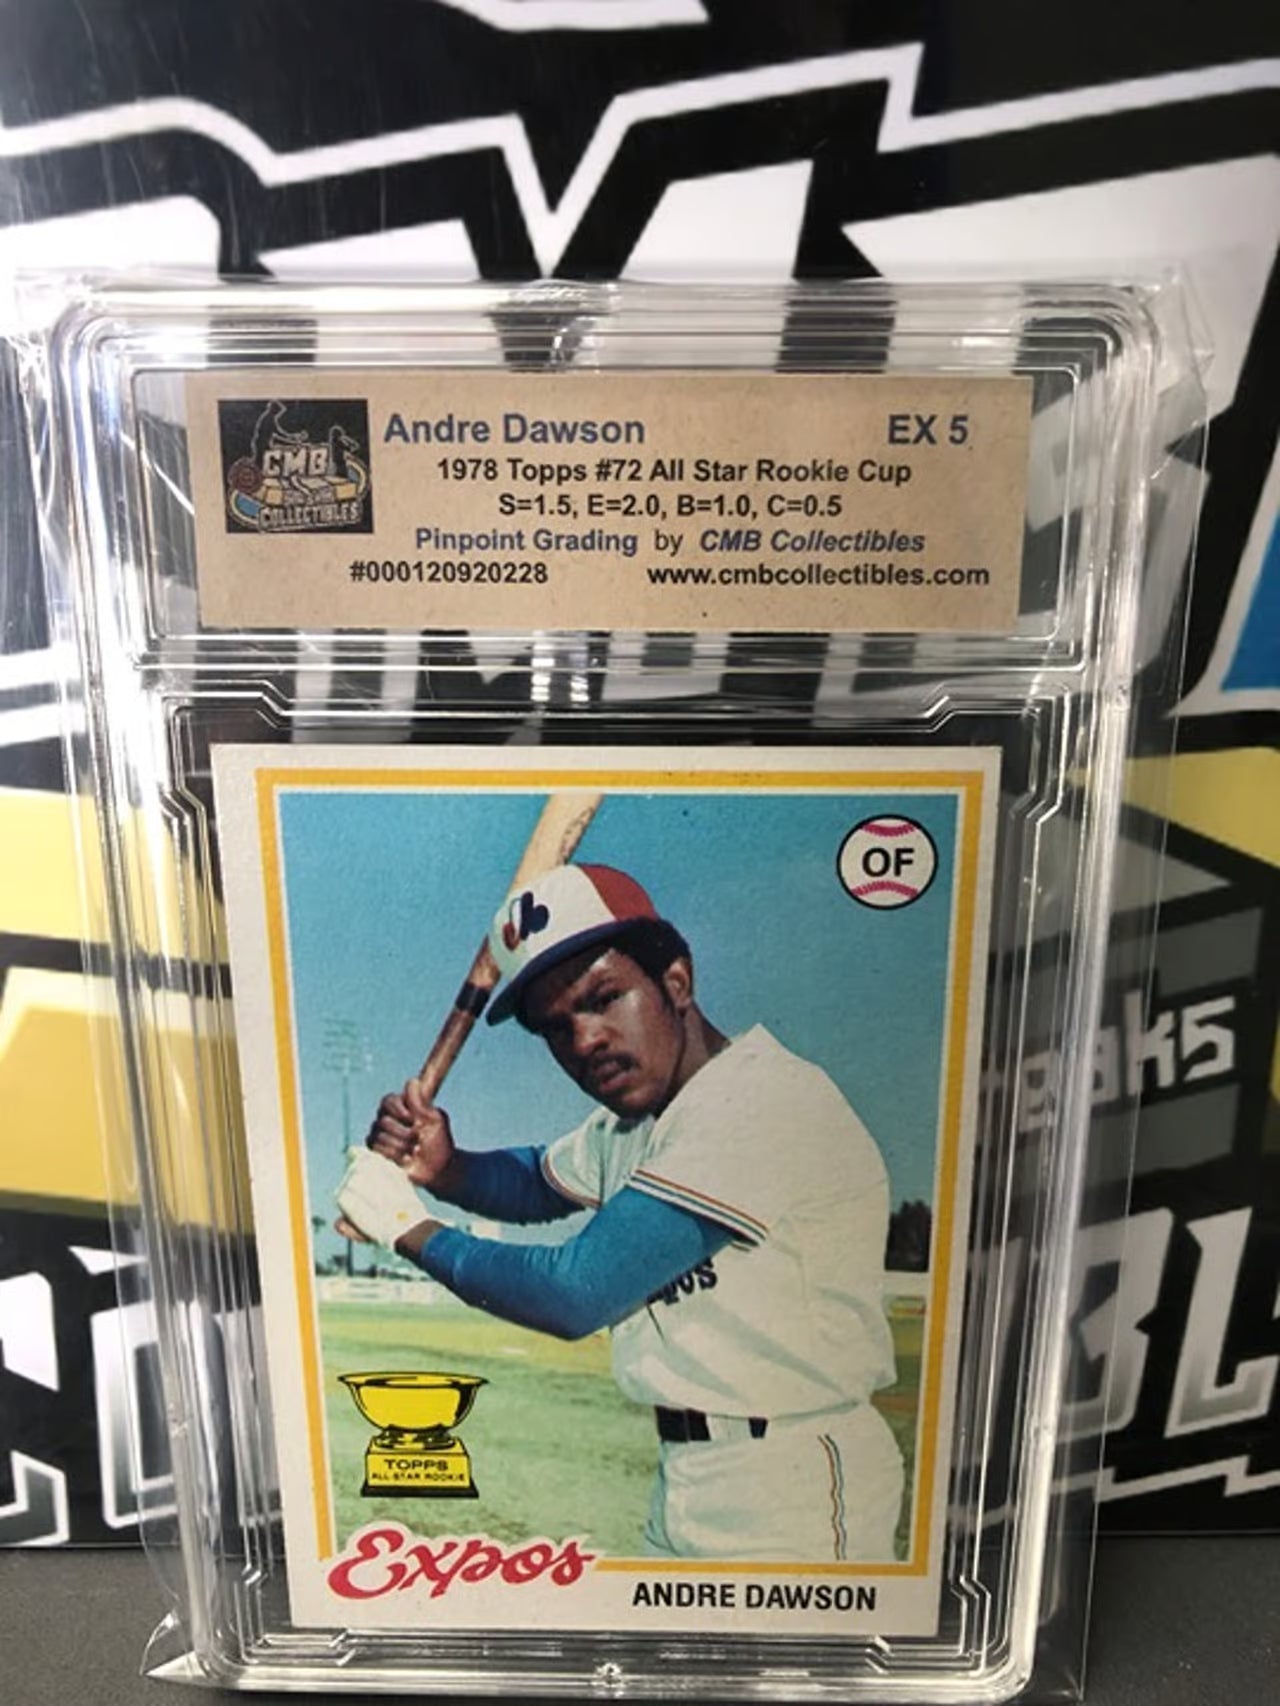 Andre Dawson EX 5
1978 Topps #72 All Star Rookie Cup
S=1.5, E=2.0, B=1.0, C=0.5
Pinpoint Grading by CMB Collectibles
#000120920228 www.cmbcollectibles.com
CMB
COLLECTIBLES
OF
TOPPS
ALL-STAR ROOKIE
Expos
ANDRE DAWSON